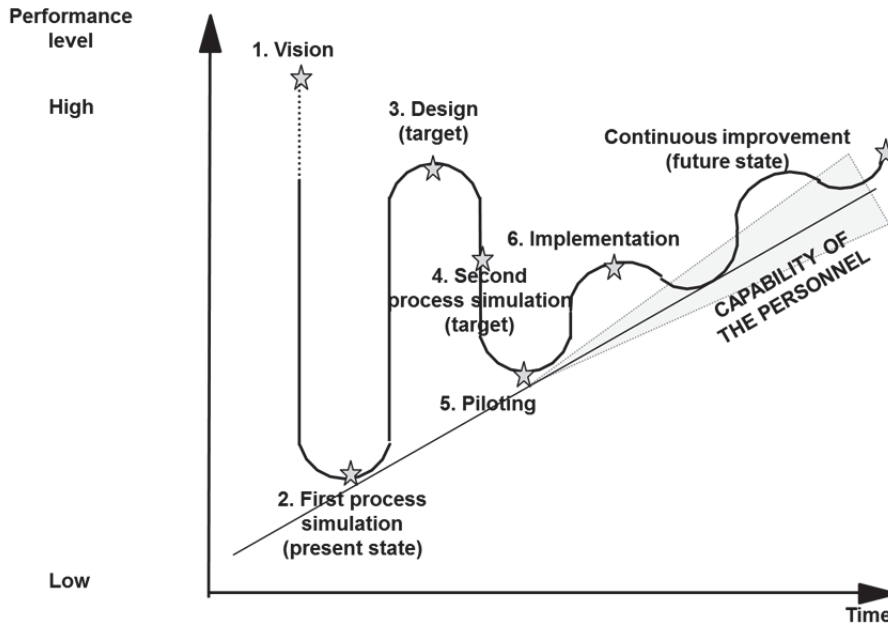 Performance
level
1. Vision
High
3. Design
(target)
Continuous improvement
(future state)
6. Implementation
4. Second
process simulation
(target)
CAPABILITY OF
THE PERSONNEL
5. Piloting
2. First process
simulation
(present state)
Low
Time